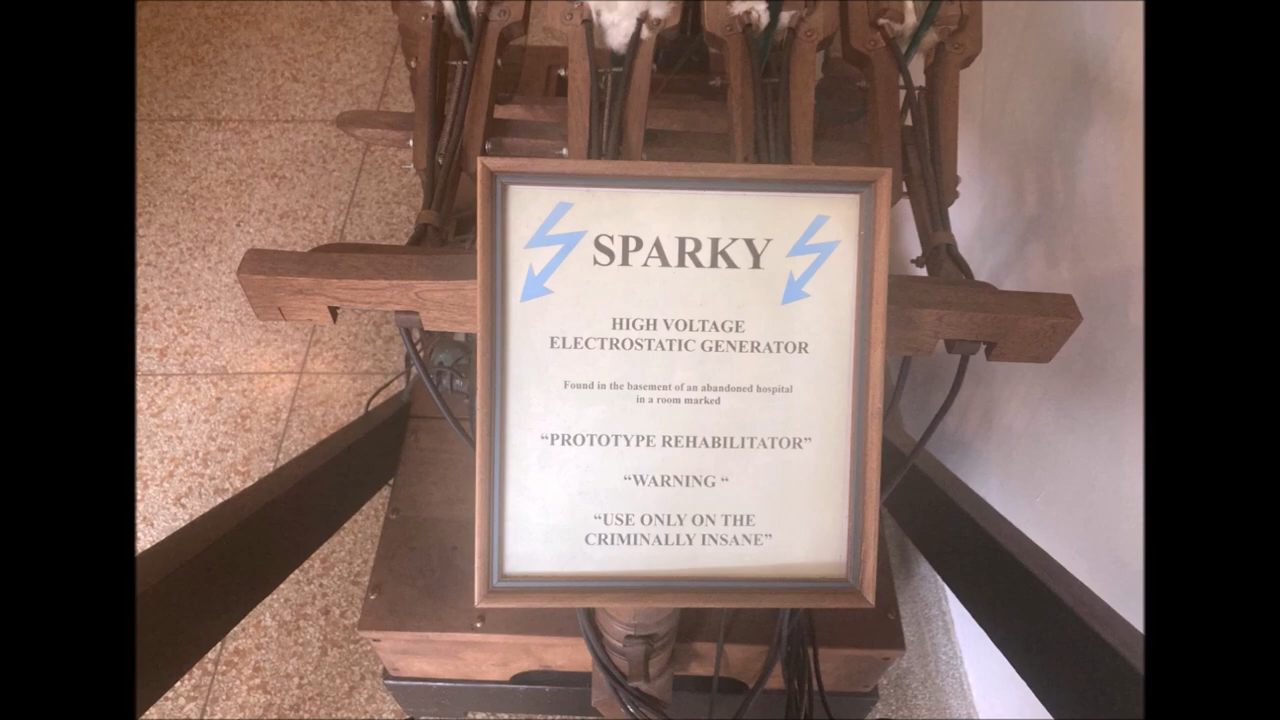 SPARKY
HIGH VOLTAGE
ELECTROSTATIC GENERATOR
Found in the basement of an abandoned hospital
in a room marked
“PROTOTYPE REHABILITATOR”
“WARNING “
“USE ONLY ON THE
CRIMINALLY INSANE”